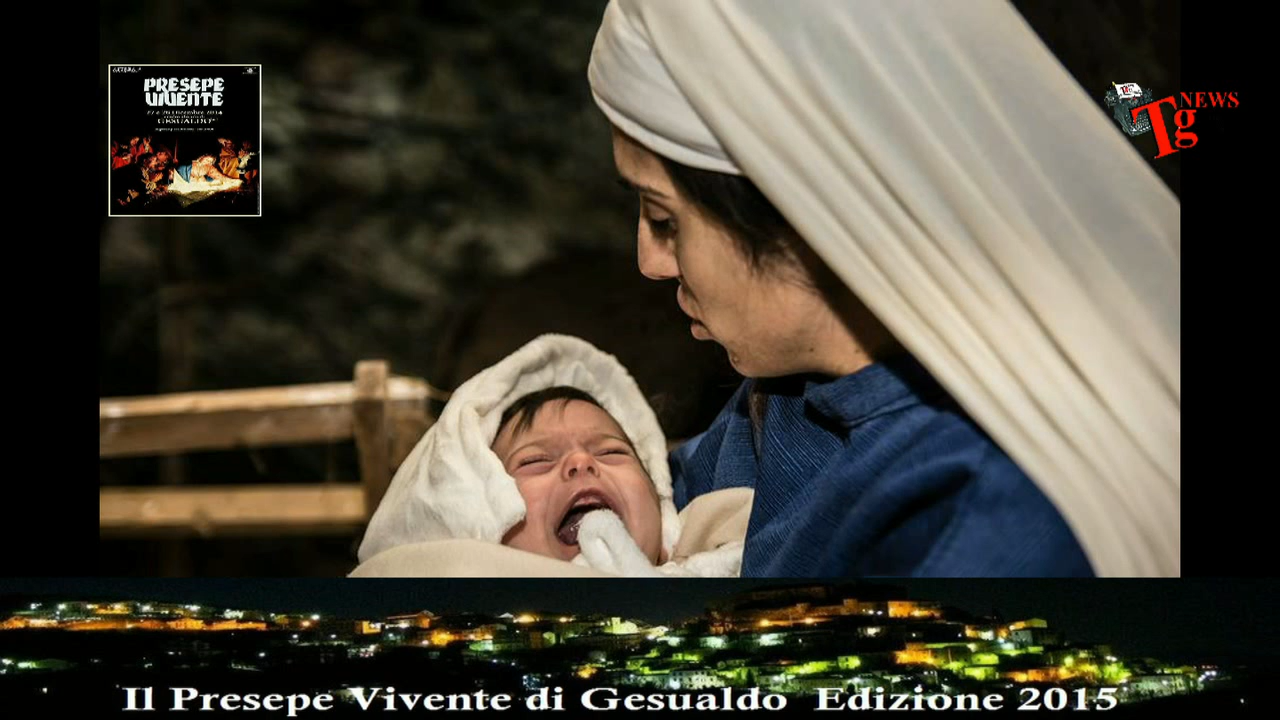 PRESEPE
VIVENTE
GESUALDO
NEWS
Tg
Il Presepe Vivente di Gesualdo Edizione 2015